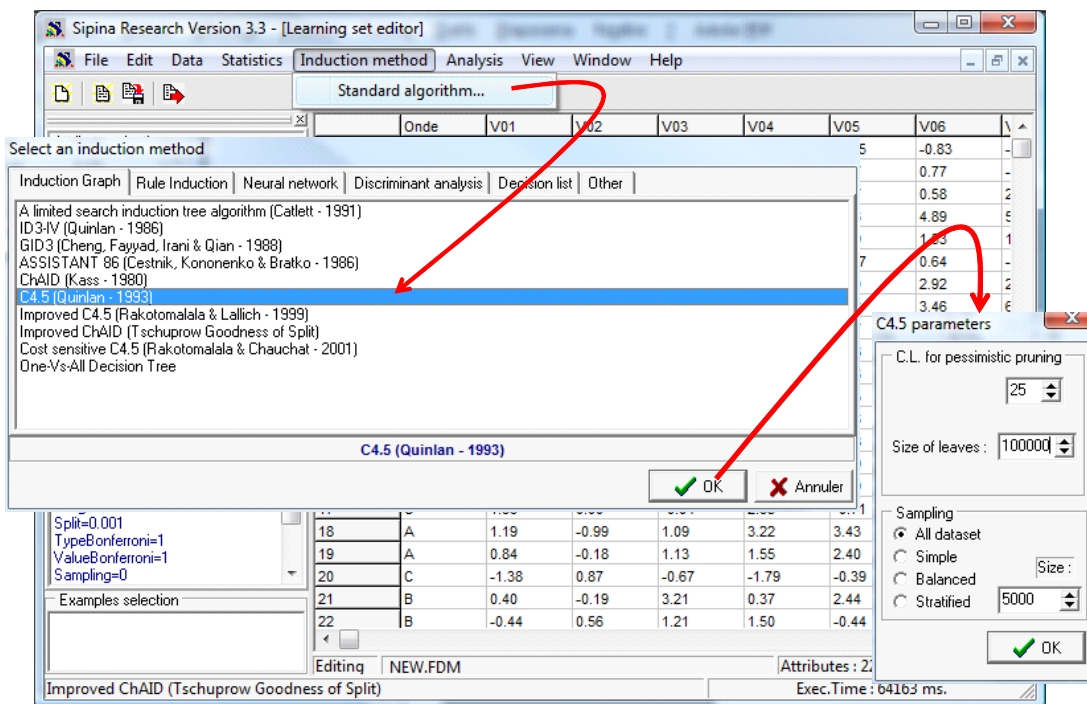 Sipina Research Version 3.3 - [Learning set editor]
File Edit Data Statistics Induction method Analysis View Window Help
Standard algorithm...
Onde V01 V02 V03 V04 V05 V06
Select an induction method
Induction Graph Rule Induction Neural network Discriminant analysis Decision list Other
A limited search induction tree algorithm (Catlett - 1991)
ID3-IV (Quinlan - 1986)
GID3 (Cheng, Fayyad, Irani & Qian - 1988)
ASSISTANT 86 (Cestnik, Kononenko & Bratko - 1986)
ChAID (Kass - 1980)
C4.5 (Quinlan - 1993)
Improved C4.5 (Rakotomalala & Lallich - 1999)
Improved ChAID (Tschuprow Goodness of Split)
Cost sensitive C4.5 (Rakotomalala & Chauchat - 2001)
One-Vs-All Decision Tree
C4.5 (Quinlan - 1993)
OK Annuler
5 -0.83 -
0.77 -
0.58 2
4.89 5
1
7 0.64 -
2.92 2
3.46 6
C4.5 parameters
C.L. for pessimistic pruning
25
Size of leaves : 100000
Sampling
All dataset
Simple
Balanced
Stratified
Size :
5000
OK
Split=0.001
TypeBonferroni=1
ValueBonferroni=1
Sampling=0
Examples selection
18 A 1.19 -0.99 1.09 3.22 3.43
19 A 0.84 -0.18 1.13 1.55 2.40
20 C -1.38 0.87 -0.67 -1.79 -0.39
21 B 0.40 -0.19 3.21 0.37 2.44
22 B -0.44 0.56 1.21 1.50 -0.44
Editing NEW.FDM Attributes : 22
Improved ChAID (Tschuprow Goodness of Split) Exec.Time : 64163 ms.